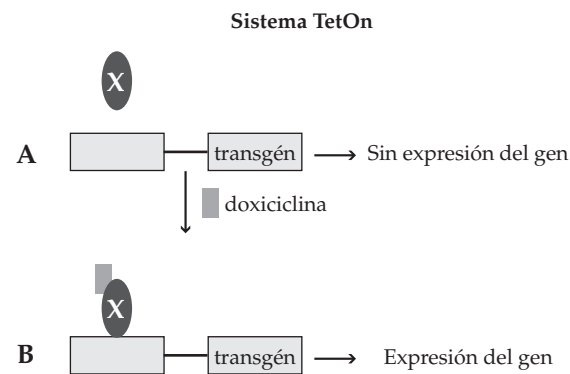 Sistema TetOn
X
A transgén Sin expresión del gen
doxiciclina
X
B transgén Expresión del gen